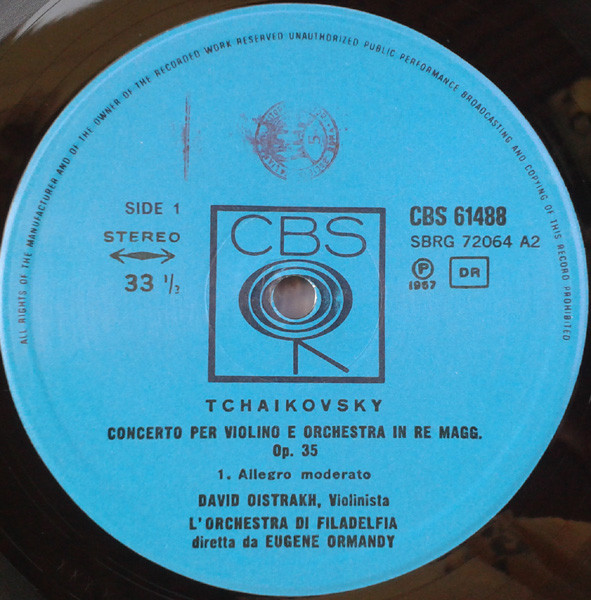 ALL RIGHTS OF THE MANUFACTURER AND OF THE OWNER OF THE RECORDED WORK RESERVED UNAUTHORIZED PUBLIC PERFORMANCE BROADCASTING AND COPYING OF THIS RECORD PROHIBITED
SIDE 1
STEREO
33 1/3
CBS
CBS 61488
SBRG 72064 A2
Ⓟ DR
1967
TCHAIKOVSKY
CONCERTO PER VIOLINO E ORCHESTRA IN RE MAGG.
Op. 35
1. Allegro moderato
DAVID OISTRAKH, Violinista
L'ORCHESTRA DI FILADELFIA
diretta da EUGENE ORMANDY